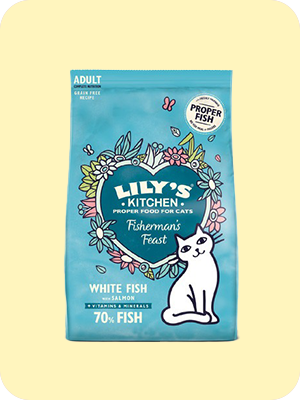 ADULT
COMPLETE NUTRITION
GRAIN FREE
RECIPE
PROPER
FISH
LILY'S
• KITCHEN •
PROPER FOOD FOR CATS
Fisherman's
Feast
WHITE FISH
WITH SALMON
+ VITAMINS & MINERALS
70% FISH